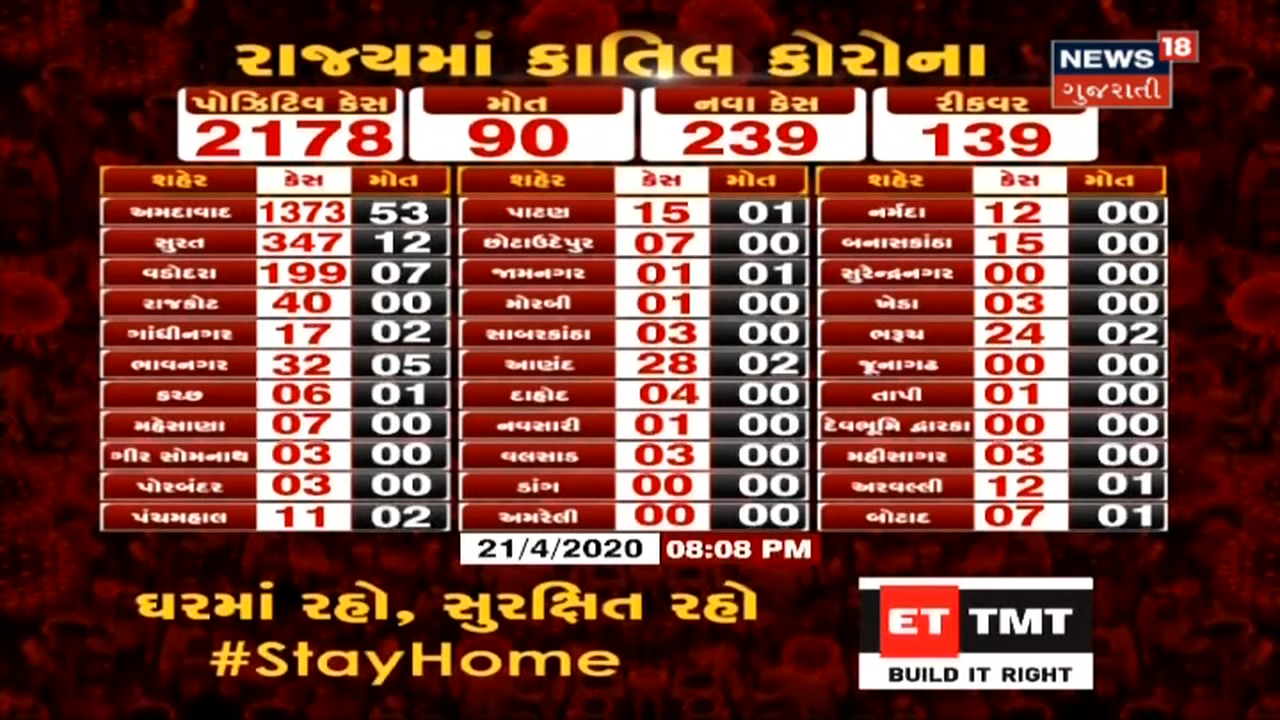 રાજ્યમાં કાતિલ કોરોના
NEWS 18
ગુજરાતી
પોઝિટિવ કેસ મોત નવા કેસ રીકવર
2178 90 239 139
શહેર કેસ મોત શહેર કેસ મોત શહેર કેસ મોત
અમદાવાદ 1373 53 પાટણ 15 01 નર્મદા 12 00
સુરત 347 12 છોટાઉદેપુર 07 00 બનાસકાંઠા 15 00
વડોદરા 199 07 જામનગર 01 01 સુરેન્દ્રનગર 00 00
રાજકોટ 40 00 મોરબી 01 00 ખેડા 03 00
ગાંધીનગર 17 02 સાબરકાંઠા 03 00 ભરૂચ 24 02
ભાવનગર 32 05 આણંદ 28 02 જૂનાગઢ 00 00
કચ્છ 06 01 દાહોદ 04 00 તાપી 01 00
મહેસાણા 07 00 નવસારી 01 00 દેવભૂમિ દ્વારકા 00 00
ગીર સોમનાથ 03 00 વલસાડ 03 00 મહીસાગર 03 00
પોરબંદર 03 00 ડાંગ 00 00 અરવલ્લી 12 01
પંચમહાલ 11 02 અમરેલી 00 00 બોટાદ 07 01
21/4/2020 08:08 PM
ઘરમાં રહો, સુરક્ષિત રહો
#StayHome
ET TMT
BUILD IT RIGHT